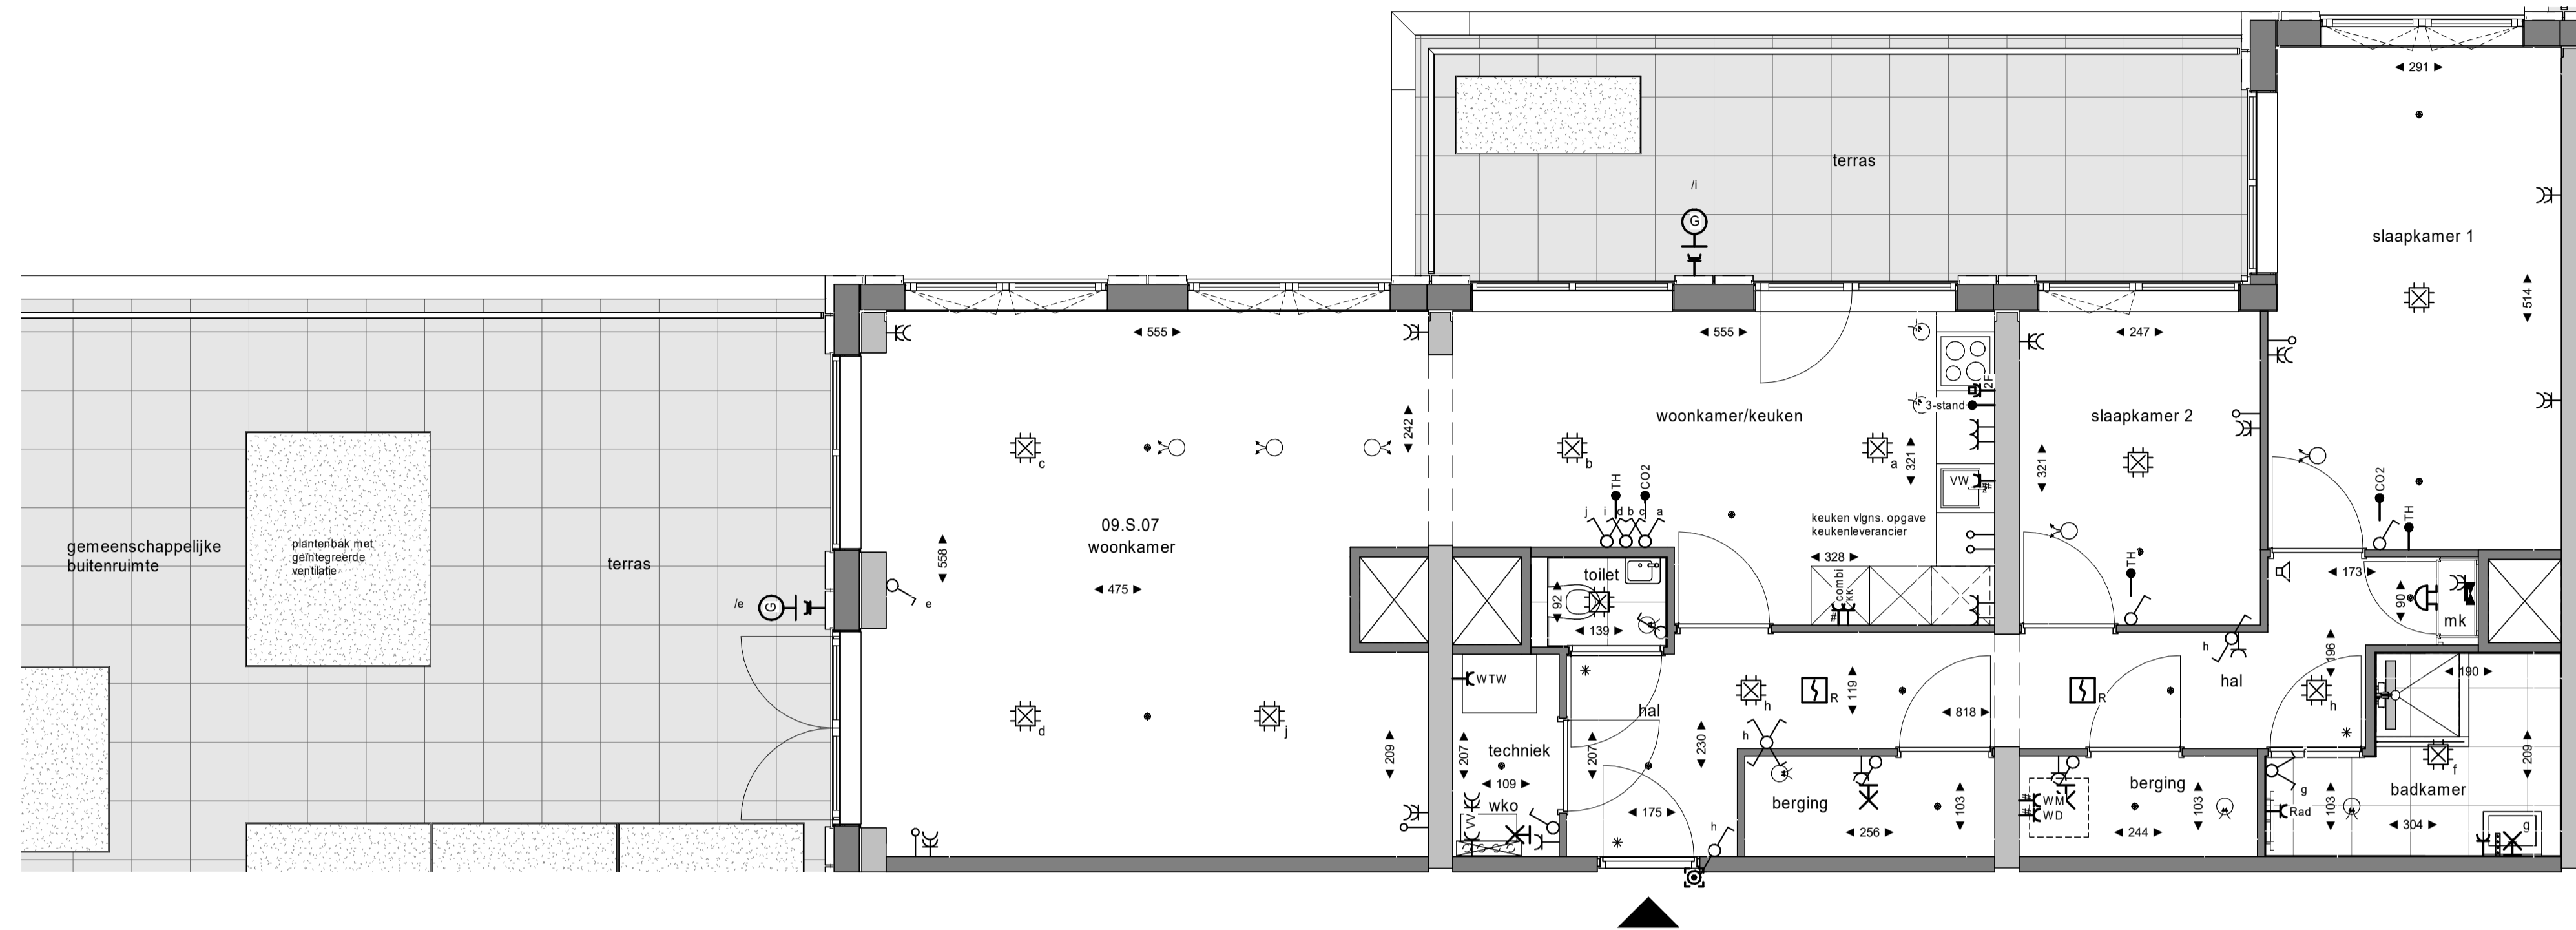 291
terras
/i
G
slaapkamer 1
514
555
555
247
242
woonkamer/keuken
slaapkamer 2
2F
3-stand
321
321
c
b
a
TH
CO2
j i d b c a
VW
CO2
TH
09.S.07
woonkamer
keuken vlgns. opgave
keukenleverancier
gemeenschappelijke
buitenruimte
plantenbak met
geïntegreerde
ventilatie
terras
558
475
328
combi
KK
TH
toilet
92
139
173
90
mk
/e
G
e
196
h
hal
190
WTW
119
h
R
R
h
hal
818
d
j
209
207
techniek
109
207
230
h
209
f
wko
VV
175
h
berging
256
103
WM
WD
berging
244
103
g
Rad
103
badkamer
304
g